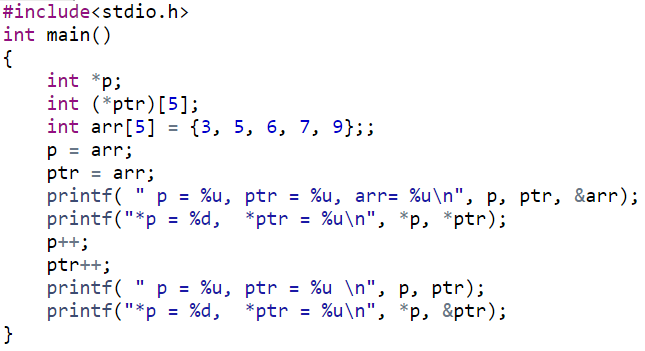 #include<stdio.h>
int main()
{
    int *p;
    int (*ptr)[5];
    int arr[5] = {3, 5, 6, 7, 9};;
    p = arr;
    ptr = arr;
    printf( " p = %u, ptr = %u, arr= %u\n", p, ptr, &arr);
    printf("*p = %d,  *ptr = %u\n", *p, *ptr);
    p++;
    ptr++;
    printf( " p = %u, ptr = %u \n", p, ptr);
    printf("*p = %d,  *ptr = %u\n", *p, &ptr);
}